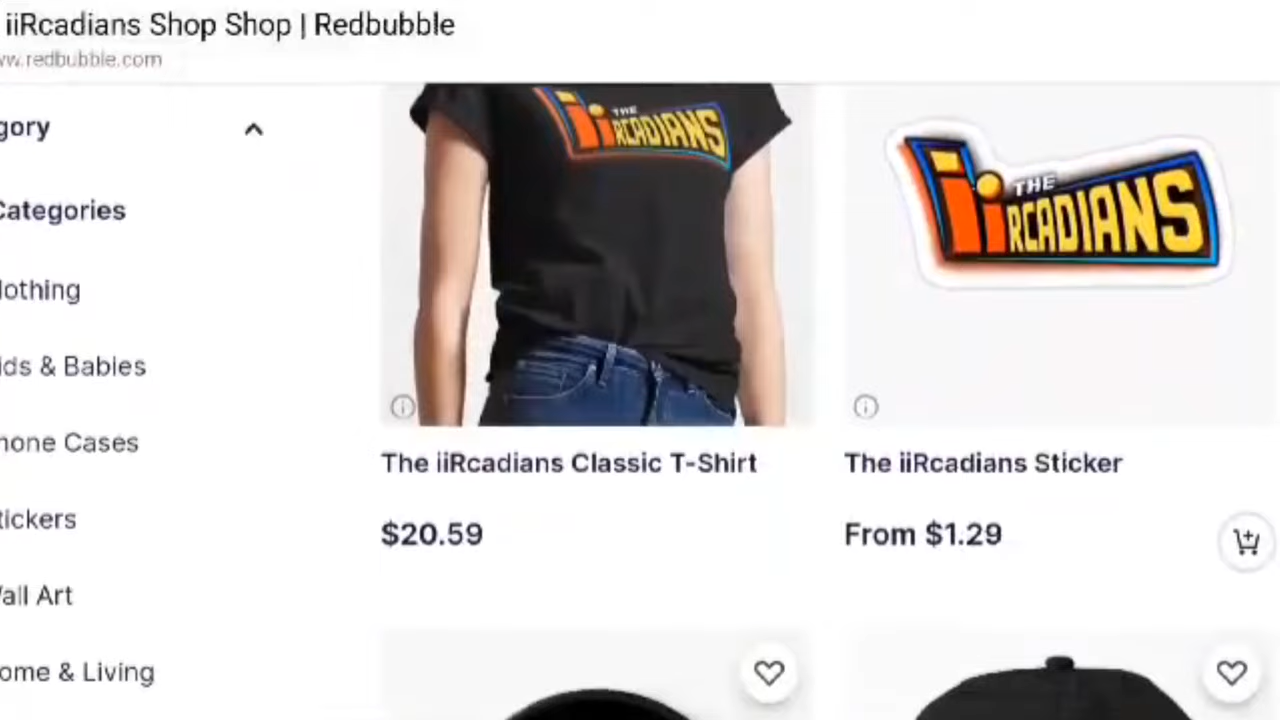 iiRcadians Shop Shop | Redbubble
ww.redbubble.com
gory
Categories
lothing
ids & Babies
hone Cases
tickers
all Art
ome & Living
THE
iiRCADIANS
THE
iiRCADIANS
The iiRcadians Classic T-Shirt
The iiRcadians Sticker
$20.59
From $1.29